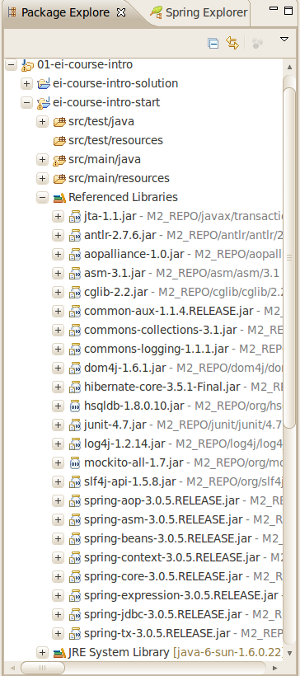 Package Explore
Spring Explorer
01-ei-course-intro
ei-course-intro-solution
ei-course-intro-start
src/test/java
src/test/resources
src/main/java
src/main/resources
Referenced Libraries
jta-1.1.jar - M2_REPO/javax/transactic
antlr-2.7.6.jar - M2_REPO/antlr/antlr/2
aopalliance-1.0.jar - M2_REPO/aopall
asm-3.1.jar - M2_REPO/asm/asm/3.1
cglib-2.2.jar - M2_REPO/cglib/cglib/2.2
common-aux-1.1.4.RELEASE.jar - M2
commons-collections-3.1.jar - M2_RE
commons-logging-1.1.1.jar - M2_REP
dom4j-1.6.1.jar - M2_REPO/dom4j/dor
hibernate-core-3.5.1-Final.jar - M2_R
hsqldb-1.8.0.10.jar - M2_REPO/org/hs
junit-4.7.jar - M2_REPO/junit/junit/4.7
log4j-1.2.14.jar - M2_REPO/log4j/log4
mockito-all-1.7.jar - M2_REPO/org/mo
slf4j-api-1.5.8.jar - M2_REPO/org/slf4j
spring-aop-3.0.5.RELEASE.jar - M2_R
spring-asm-3.0.5.RELEASE.jar - M2_R
spring-beans-3.0.5.RELEASE.jar - M2_
spring-context-3.0.5.RELEASE.jar - M
spring-core-3.0.5.RELEASE.jar - M2_R
spring-expression-3.0.5.RELEASE.jar -
spring-jdbc-3.0.5.RELEASE.jar - M2_R
spring-tx-3.0.5.RELEASE.jar - M2_REP
JRE System Library [java-6-sun-1.6.0.22]